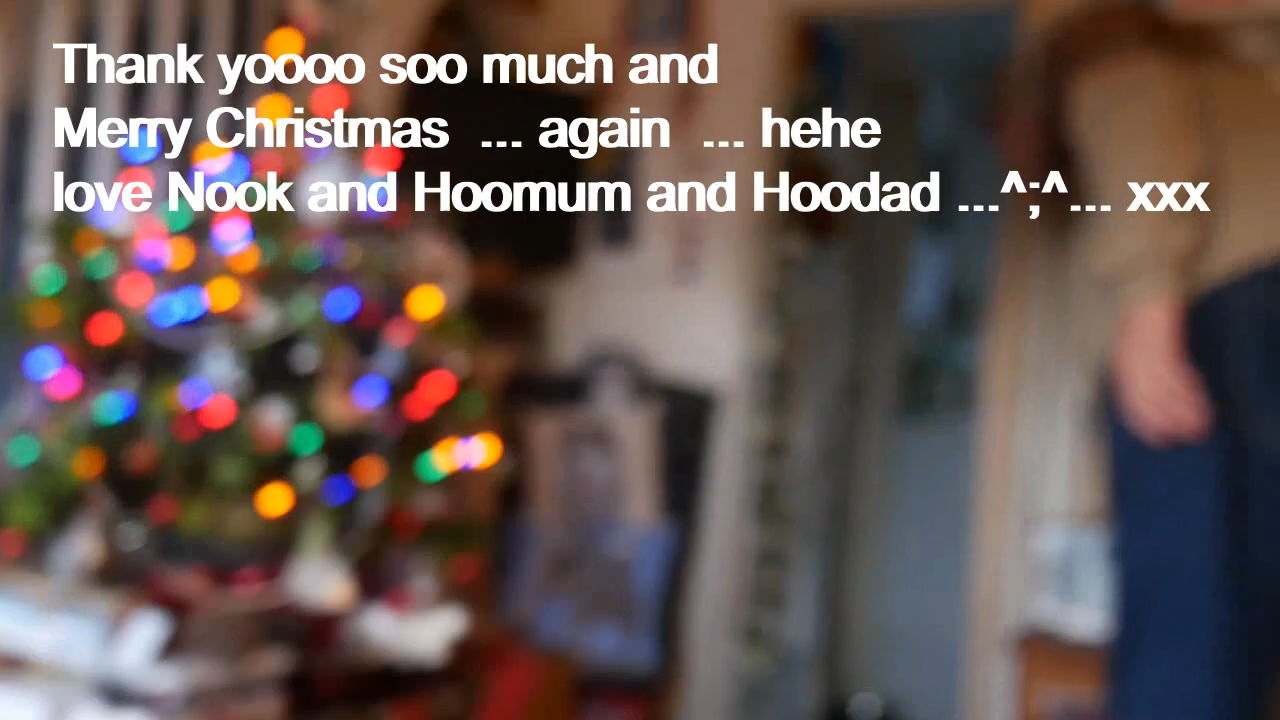 Thank yoooo soo much and
Merry Christmas  ... again  ... hehe
love Nook and Hoomum and Hoodad ...^;^... xxx